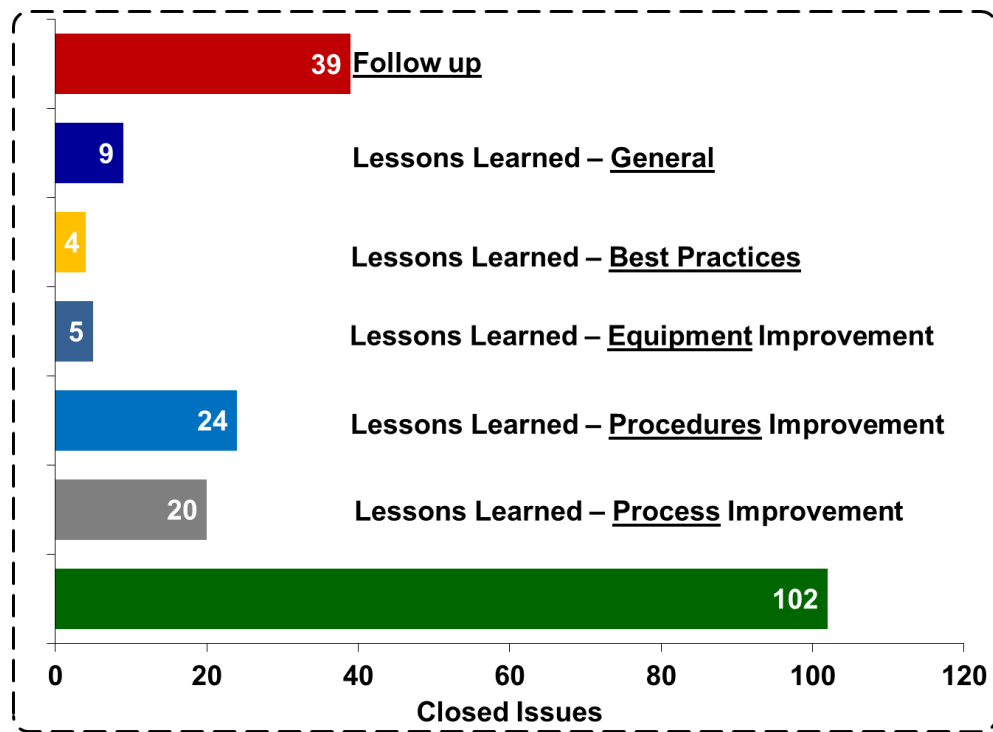 39 Follow up
9 Lessons Learned – General
4 Lessons Learned – Best Practices
5 Lessons Learned – Equipment Improvement
24 Lessons Learned – Procedures Improvement
20 Lessons Learned – Process Improvement
102
0 20 40 60 80 100 120
Closed Issues